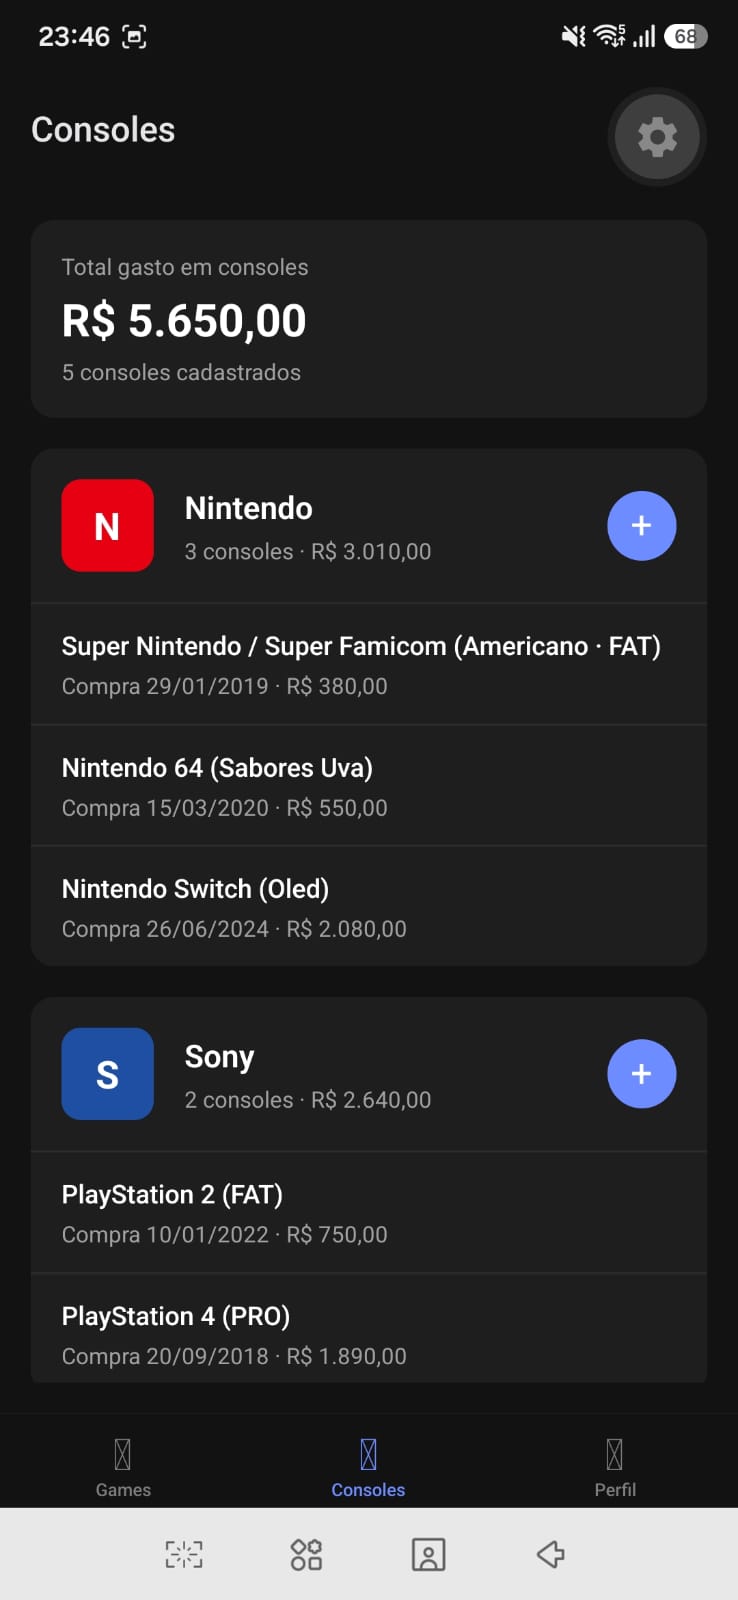 23:46
68
Consoles
Total gasto em consoles
R$ 5.650,00
5 consoles cadastrados
N
Nintendo
3 consoles · R$ 3.010,00
+
Super Nintendo / Super Famicom (Americano · FAT)
Compra 29/01/2019 · R$ 380,00
Nintendo 64 (Sabores Uva)
Compra 15/03/2020 · R$ 550,00
Nintendo Switch (Oled)
Compra 26/06/2024 · R$ 2.080,00
S
Sony
2 consoles · R$ 2.640,00
+
PlayStation 2 (FAT)
Compra 10/01/2022 · R$ 750,00
PlayStation 4 (PRO)
Compra 20/09/2018 · R$ 1.890,00
Games
Consoles
Perfil